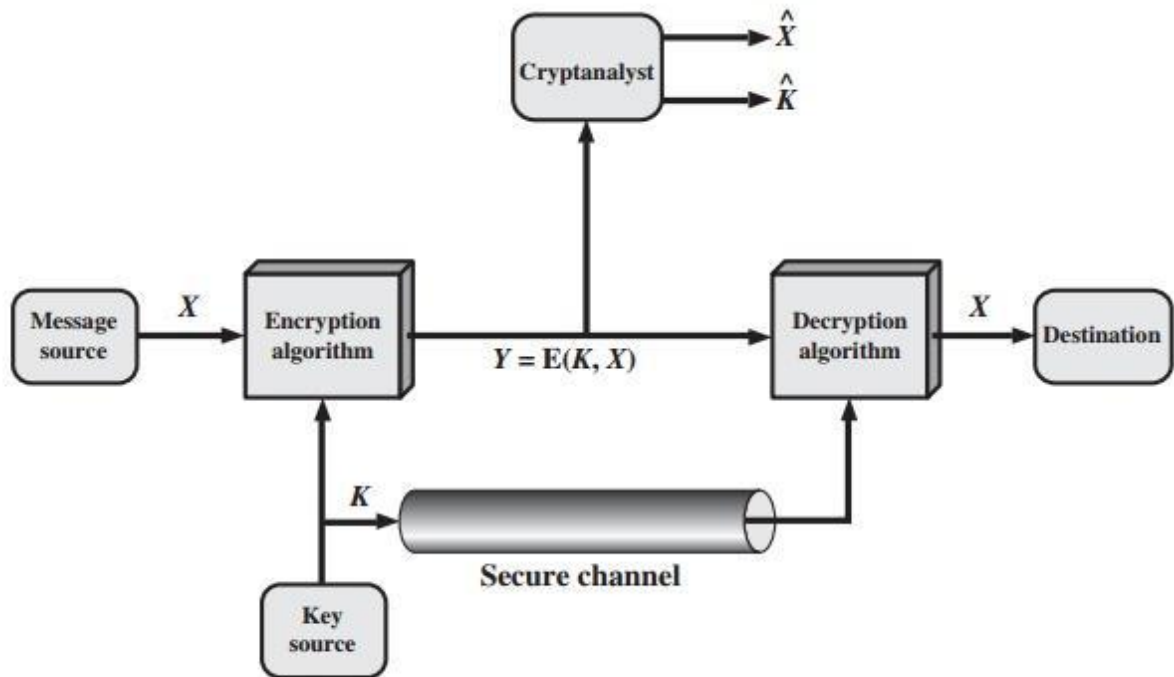 X̂
Cryptanalyst
K̂
Message
source
X
Encryption
algorithm
Y = E(K, X)
Decryption
algorithm
X
Destination
K
Secure channel
Key
source